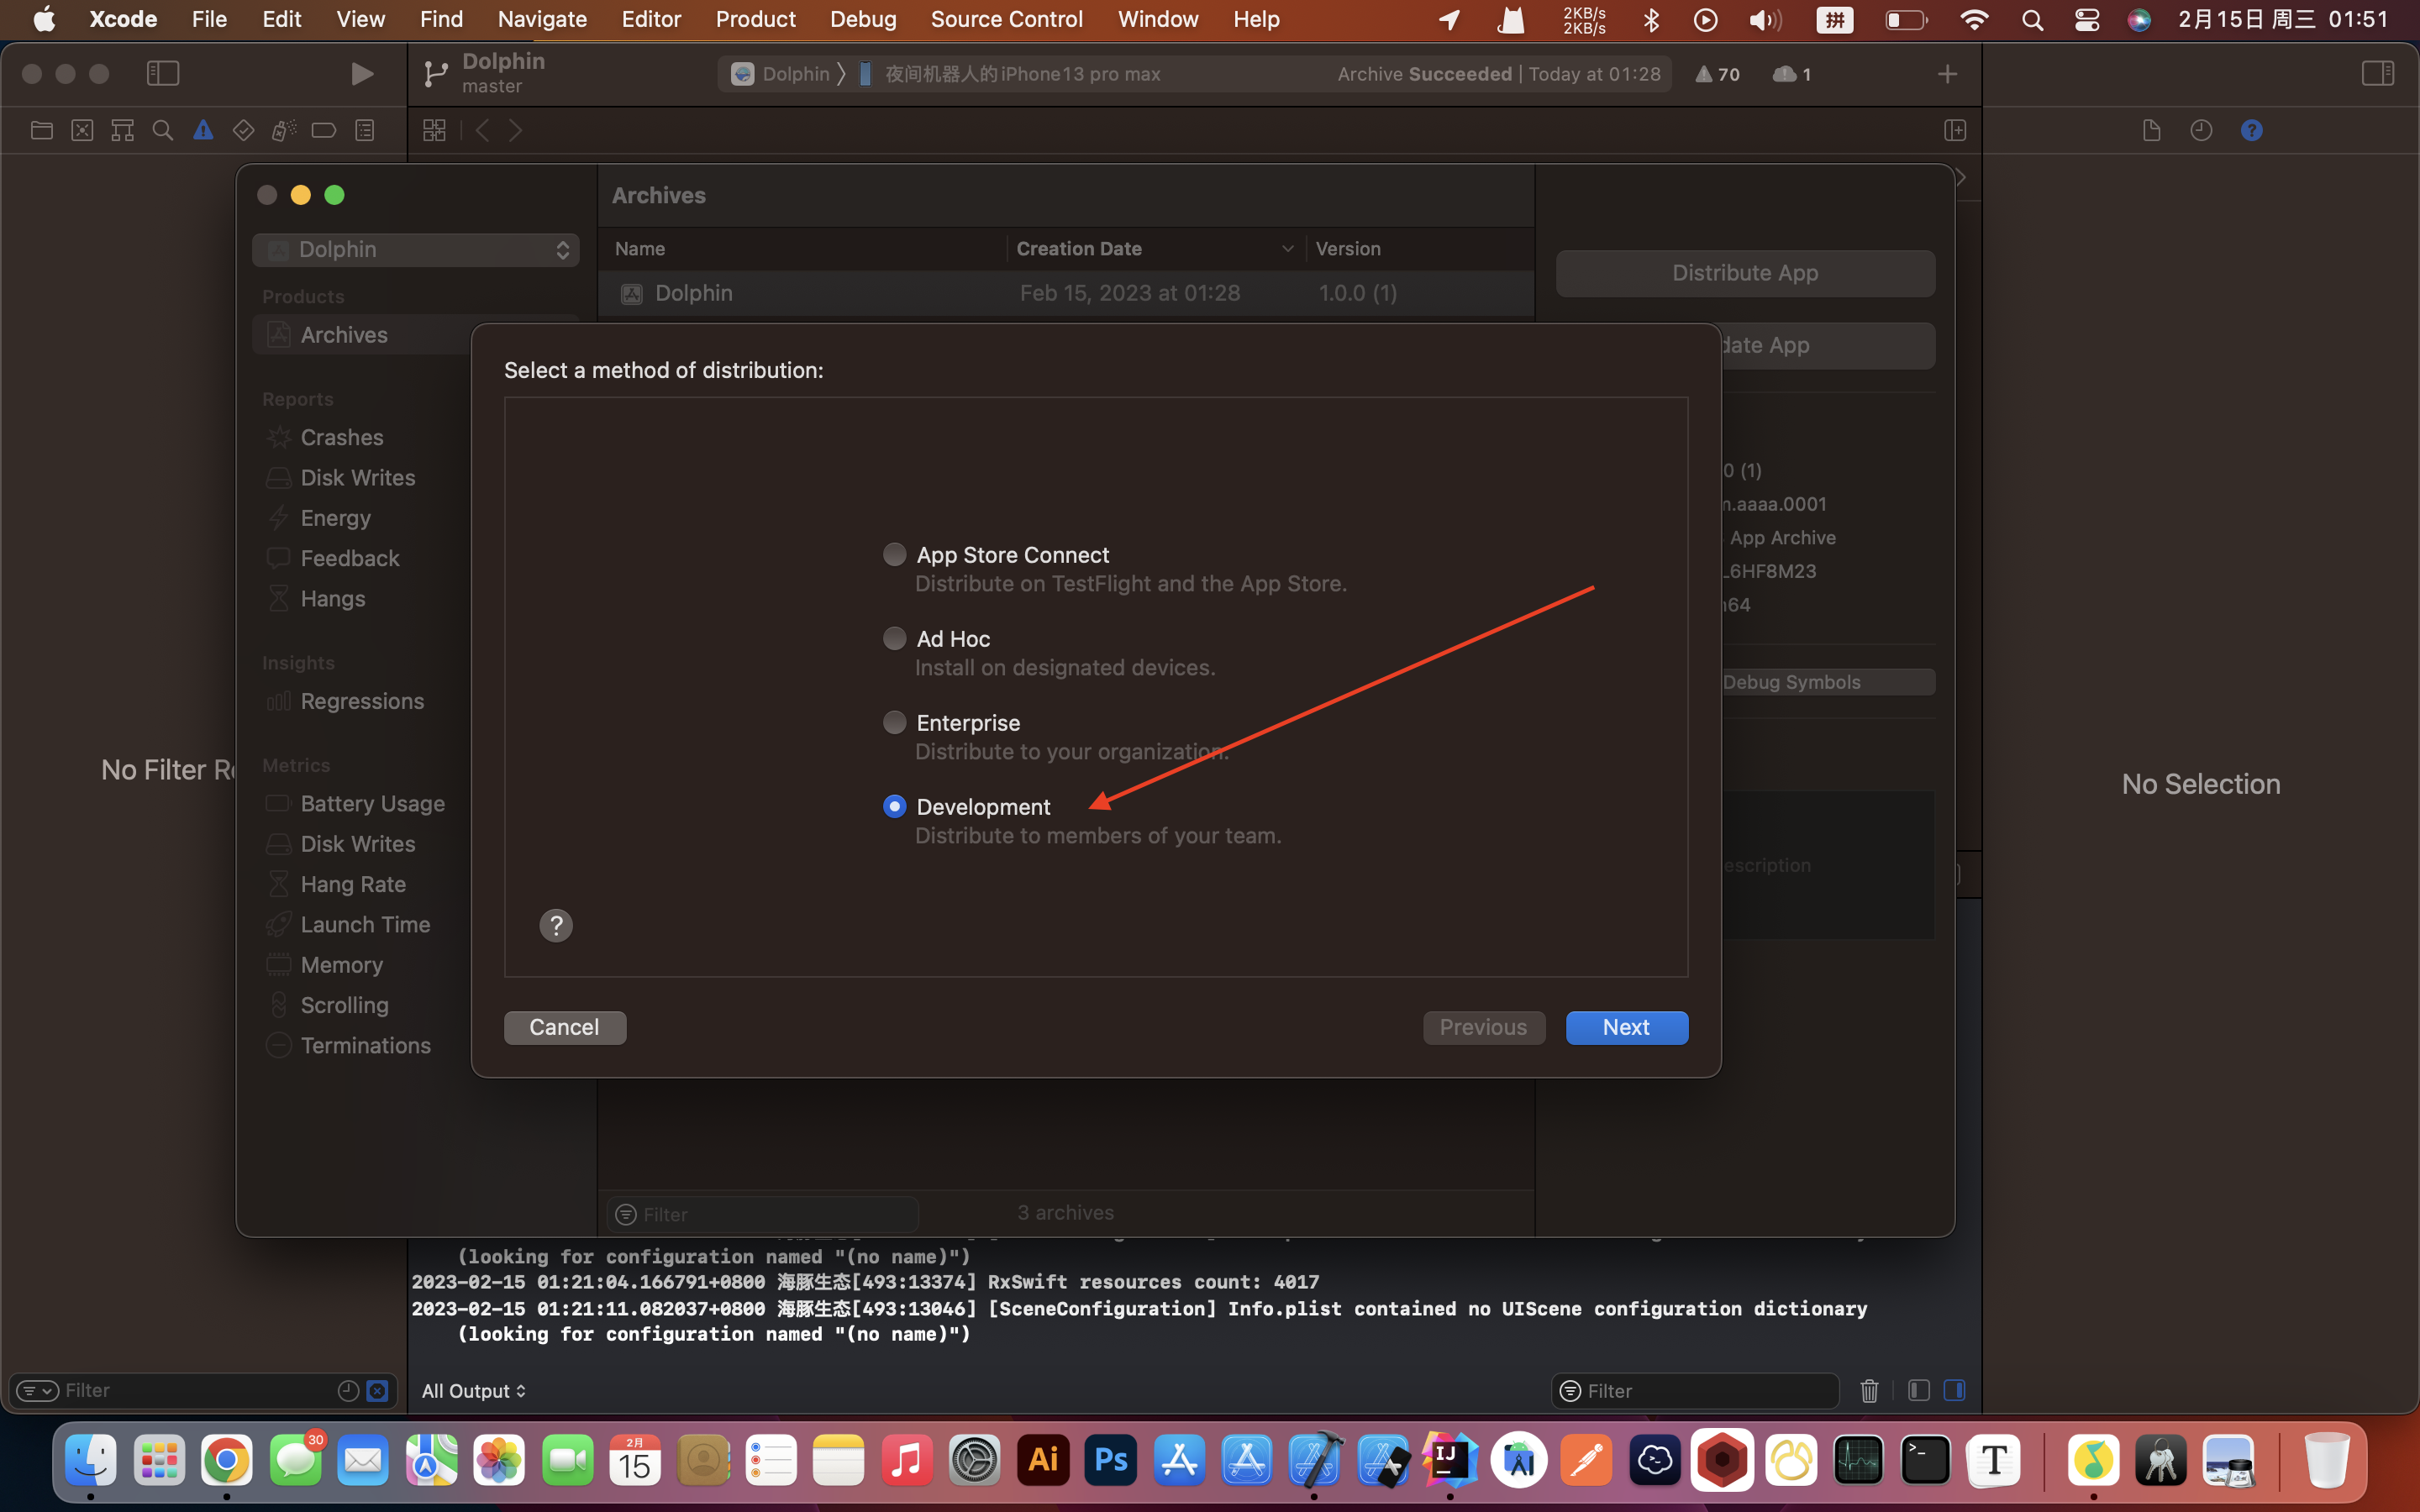 Xcode File Edit View Find Navigate Editor Product Debug Source Control Window Help
2KB/s
2KB/s
拼
2月15日 周三 01:51
Dolphin
master
Dolphin 〉 夜间机器人的iPhone13 pro max
Archive Succeeded | Today at 01:28
70
1
Archives
Dolphin
Name Creation Date Version
Dolphin Feb 15, 2023 at 01:28 1.0.0 (1)
Distribute App
date App
Products
Archives
Reports
Crashes
Disk Writes
Energy
Feedback
Hangs
Insights
Regressions
Metrics
Battery Usage
Disk Writes
Hang Rate
Launch Time
Memory
Scrolling
Terminations
Select a method of distribution:
App Store Connect
Distribute on TestFlight and the App Store.
Ad Hoc
Install on designated devices.
Enterprise
Distribute to your organization.
Development
Distribute to members of your team.
?
Cancel Previous Next
0 (1)
.aaaa.0001
App Archive
L6HF8M23
64
Debug Symbols
escription
No Filter Re
No Selection
Filter
3 archives
(looking for configuration named "(no name)")
2023-02-15 01:21:04.166791+0800 海豚生态[493:13374] RxSwift resources count: 4017
2023-02-15 01:21:11.082037+0800 海豚生态[493:13046] [SceneConfiguration] Info.plist contained no UIScene configuration dictionary
(looking for configuration named "(no name)")
Filter
All Output
Filter
30
2月
15
Ai
Ps
IJ
T